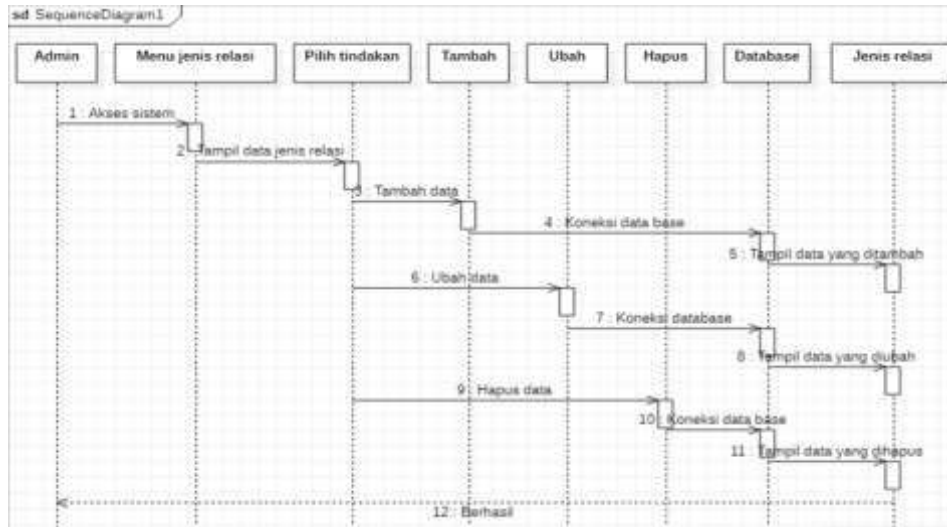 sd SequenceDiagram1
Admin
Menu jenis relasi
Pilih tindakan
Tambah
Ubah
Hapus
Database
Jenis relasi
1 : Akses sistem
2 : Tampil data jenis relasi
3 : Tambah data
4 : Koneksi data base
5 : Tampil data yang ditambah
6 : Ubah data
7 : Koneksi database
8 : Tempil data yang diubah
9 : Hapus data
10 : Koneksi data base
11 : Tampil data yang dihapus
12 : Berhasil